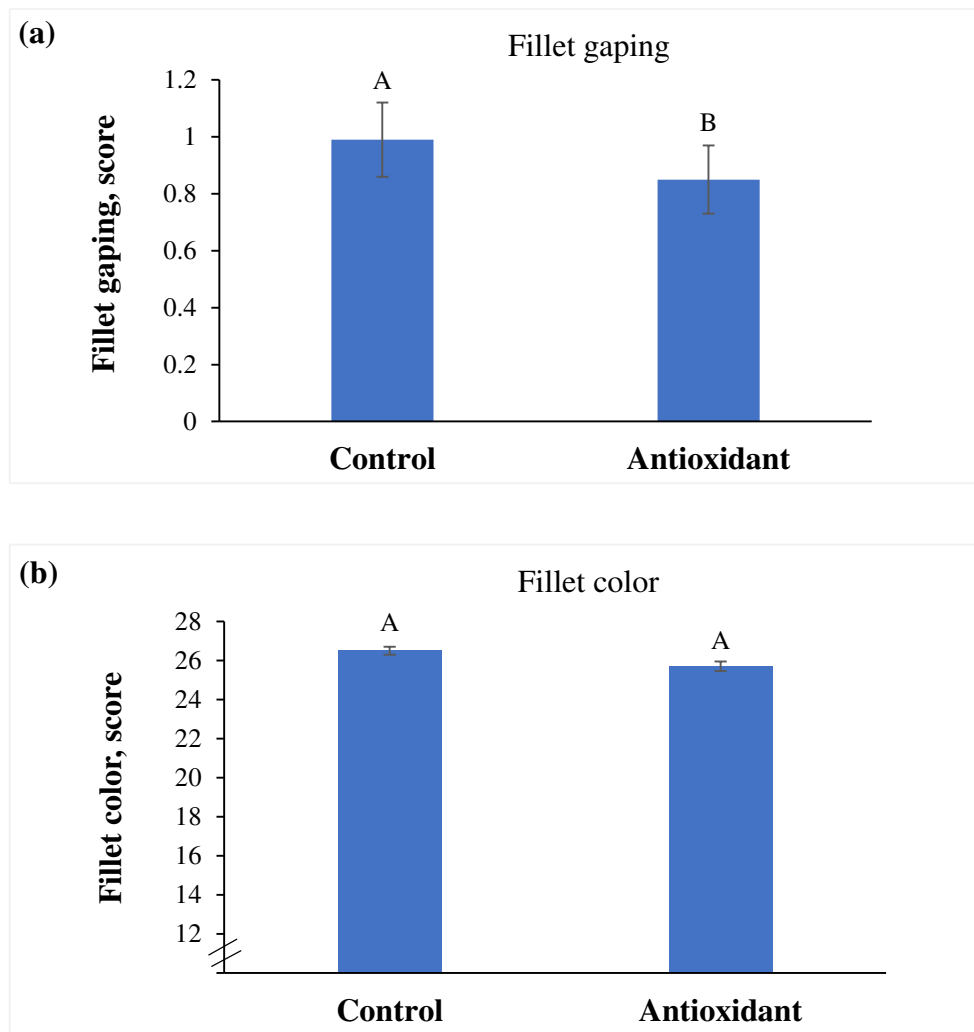 (a)
Fillet gaping
Fillet gaping, score
1.2
1
0.8
0.6
0.4
0.2
0
A
B
Control Antioxidant
(b)
Fillet color
Fillet color, score
28
26
24
22
20
18
16
14
12
A
A
Control Antioxidant